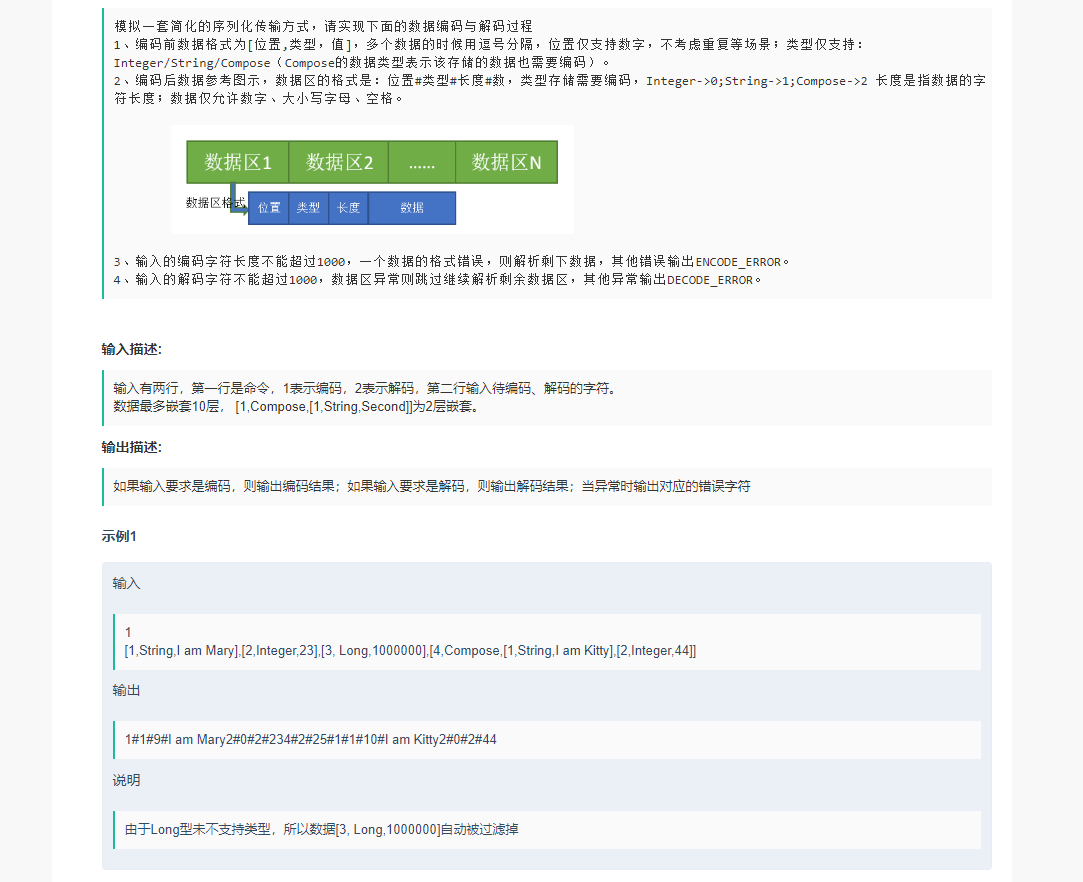 模拟一套简化的序列化传输方式，请实现下面的数据编码与解码过程
1、编码前数据格式为[位置,类型，值]，多个数据的时候用逗号分隔，位置仅支持数字，不考虑重复等场景；类型仅支持：
Integer/String/Compose（Compose的数据类型表示该存储的数据也需要编码）。
2、编码后数据参考图示，数据区的格式是：位置#类型#长度#数，类型存储需要编码，Integer->0;String->1;Compose->2 长度是指数据的字
符长度；数据仅允许数字、大小写字母、空格。
数据区1 数据区2 ...... 数据区N
数据区格式 位置 类型 长度 数据
3、输入的编码字符长度不能超过1000，一个数据的格式错误，则解析剩下数据，其他错误输出ENCODE_ERROR。
4、输入的解码字符不能超过1000，数据区异常则跳过继续解析剩余数据区，其他异常输出DECODE_ERROR。
输入描述:
输入有两行，第一行是命令，1表示编码，2表示解码，第二行输入待编码、解码的字符。
数据最多嵌套10层， [1,Compose,[1,String,Second]]为2层嵌套。
输出描述:
如果输入要求是编码，则输出编码结果；如果输入要求是解码，则输出解码结果；当异常时输出对应的错误字符
示例1
输入
1
[1,String,I am Mary],[2,Integer,23],[3, Long,1000000],[4,Compose,[1,String,I am Kitty],[2,Integer,44]]
输出
1#1#9#I am Mary2#0#2#234#2#25#1#1#10#I am Kitty2#0#2#44
说明
由于Long型未不支持类型，所以数据[3, Long,1000000]自动被过滤掉